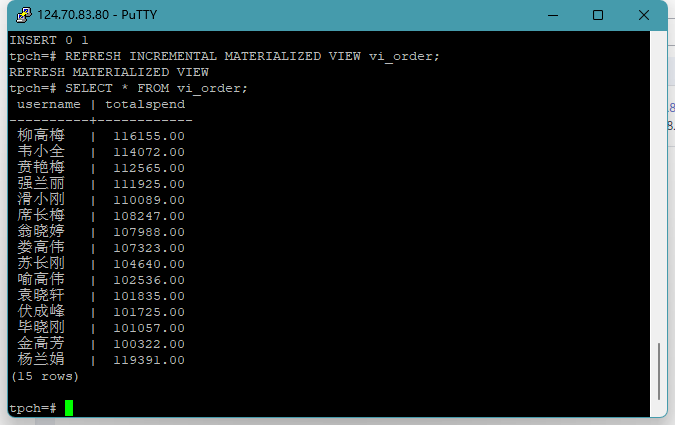 124.70.83.80 - PuTTY
INSERT 0 1
tpch=# REFRESH INCREMENTAL MATERIALIZED VIEW vi_order;
REFRESH MATERIALIZED VIEW
tpch=# SELECT * FROM vi_order;
username | totalspend
----------+------------
柳高梅 | 116155.00
韦小全 | 114072.00
贲艳梅 | 112565.00
强兰丽 | 111925.00
滑小刚 | 110089.00
席长梅 | 108247.00
翁晓婷 | 107988.00
娄高伟 | 107323.00
苏长刚 | 104640.00
喻高伟 | 102536.00
袁晓轩 | 101835.00
伏成峰 | 101725.00
毕晓刚 | 101057.00
金高芳 | 100322.00
杨兰娟 | 119391.00
(15 rows)
tpch=#